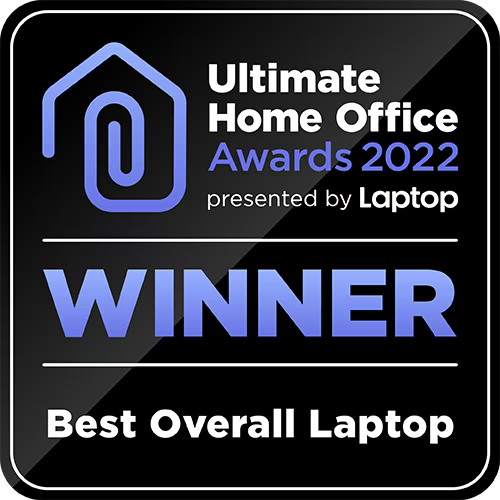 Ultimate
Home Office
Awards 2022
presented by Laptop
WINNER
Best Overall Laptop